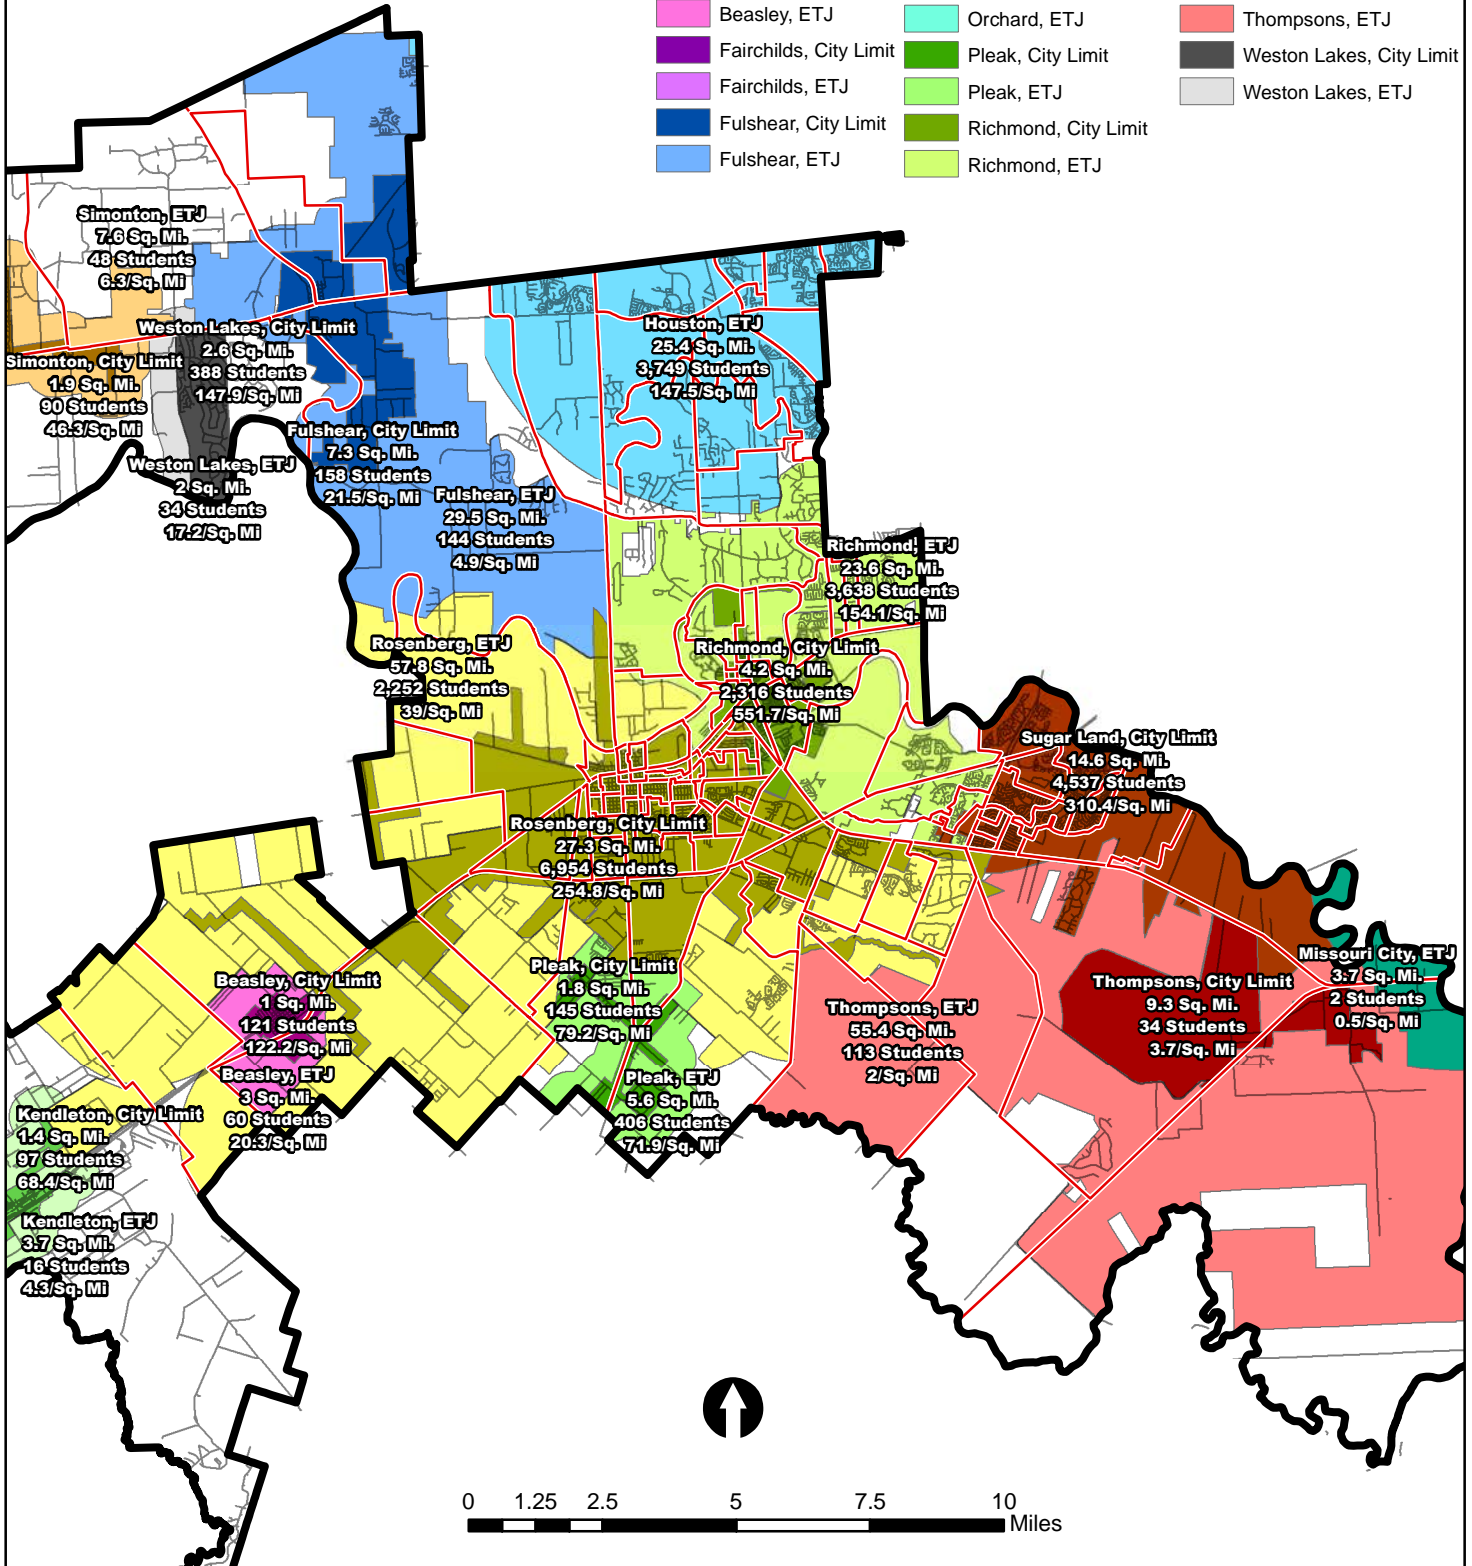 Beasley, ETJ
Fairchilds, City Limit
Fairchilds, ETJ
Fulshear, City Limit
Fulshear, ETJ
Orchard, ETJ
Pleak, City Limit
Pleak, ETJ
Richmond, City Limit
Richmond, ETJ
Thompsons, ETJ
Weston Lakes, City Limit
Weston Lakes, ETJ
Simonton, ETJ
7.6 Sq. Mi.
48 Students
6.3/Sq. Mi
Weston Lakes, City Limit
2.6 Sq. Mi.
388 Students
147.9/Sq. Mi
Simonton, City Limit
1.9 Sq. Mi.
90 Students
46.3/Sq. Mi
Houston, ETJ
25.4 Sq. Mi.
3,749 Students
147.5/Sq. Mi
Fulshear, City Limit
7.3 Sq. Mi.
158 Students
21.5/Sq. Mi
Weston Lakes, ETJ
2 Sq. Mi.
34 Students
17.2/Sq. Mi
Fulshear, ETJ
29.5 Sq. Mi.
144 Students
4.9/Sq. Mi
Richmond, ETJ
23.6 Sq. Mi.
3,638 Students
154.1/Sq. Mi
Rosenberg, ETJ
57.8 Sq. Mi.
2,252 Students
39/Sq. Mi
Richmond, City Limit
4.2 Sq. Mi.
2,316 Students
551.7/Sq. Mi
Sugar Land, City Limit
14.6 Sq. Mi.
4,537 Students
310.4/Sq. Mi
Rosenberg, City Limit
27.3 Sq. Mi.
6,954 Students
254.8/Sq. Mi
Beasley, City Limit
1 Sq. Mi.
121 Students
122.2/Sq. Mi
Pleak, City Limit
1.8 Sq. Mi.
145 Students
79.2/Sq. Mi
Thompsons, ETJ
55.4 Sq. Mi.
113 Students
2/Sq. Mi
Thompsons, City Limit
9.3 Sq. Mi.
34 Students
3.7/Sq. Mi
Missouri City, ETJ
3.7 Sq. Mi.
2 Students
0.5/Sq. Mi
Beasley, ETJ
3 Sq. Mi.
60 Students
20.3/Sq. Mi
Pleak, ETJ
5.6 Sq. Mi.
406 Students
71.9/Sq. Mi
Kendleton, City Limit
1.4 Sq. Mi.
97 Students
68.4/Sq. Mi
Kendleton, ETJ
3.7 Sq. Mi.
16 Students
4.3/Sq. Mi
0 1.25 2.5 5 7.5 10
Miles